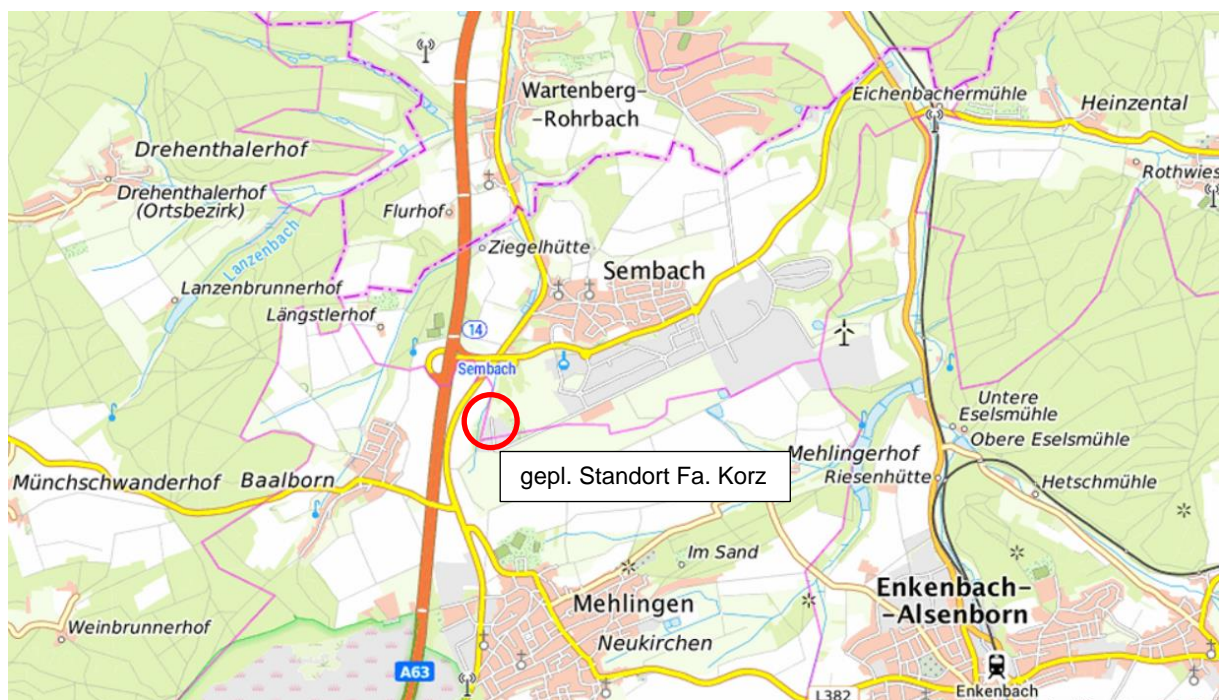 Wartenberg-
-Rohrbach
Eichenbachermühle
Heinzental
Drehenthalerhof
Rothwies
Drehenthalerhof
(Ortsbezirk)
Flurhof
Lanzenbach
Ziegelhütte
Sembach
Lanzenbrunnerhof
Längstlerhof
14
Sembach
Untere
Eselsmühle
Obere Eselsmühle
Mehlingerhof
gepl. Standort Fa. Korz
Riesenhütte
Hetschmühle
Münchschwanderhof
Baalborn
Im Sand
Enkenbach-
-Alsenborn
Mehlingen
Weinbrunnerhof
Neukirchen
A63
Enkenbach
L382